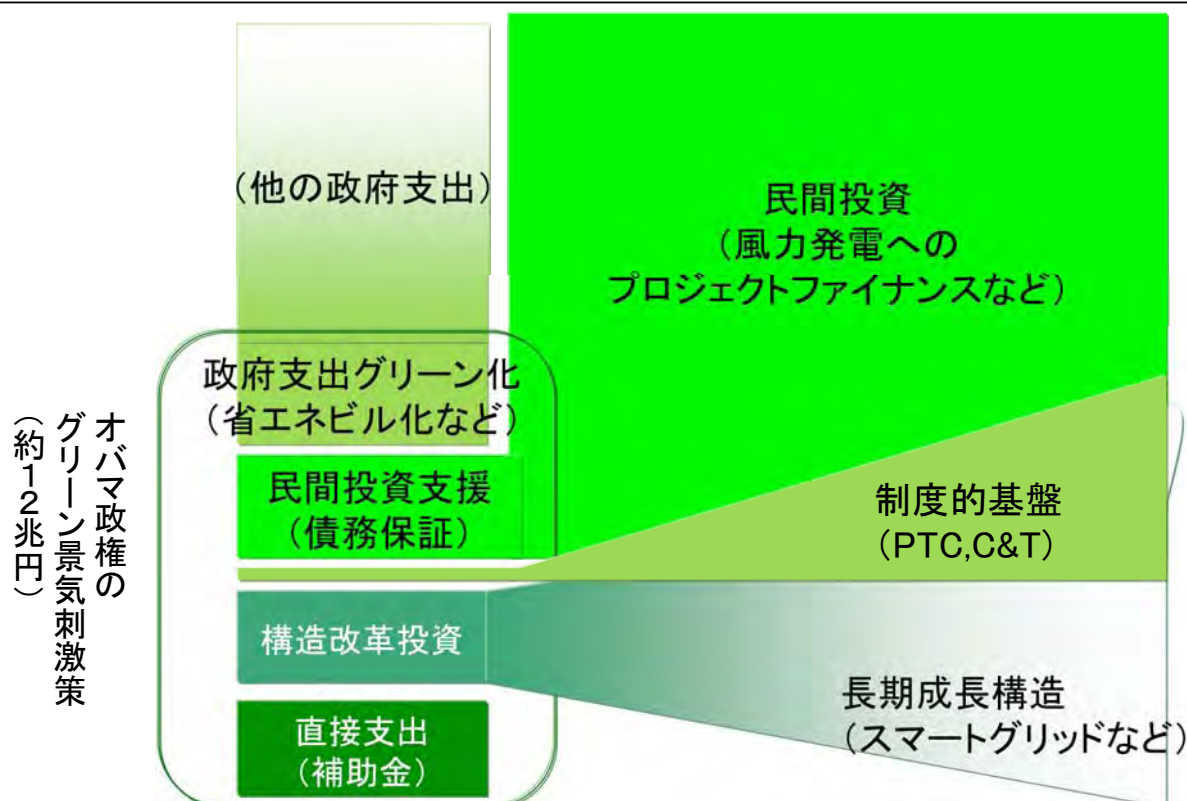 オバマ政権の
グリーン景気刺激策
（約１２兆円）
（他の政府支出）
政府支出グリーン化
（省エネビル化など）
民間投資支援
（債務保証）
構造改革投資
直接支出
（補助金）
民間投資
（風力発電への
プロジェクトファイナンスなど）
制度的基盤
（PTC,C&T）
長期成長構造
（スマートグリッドなど）